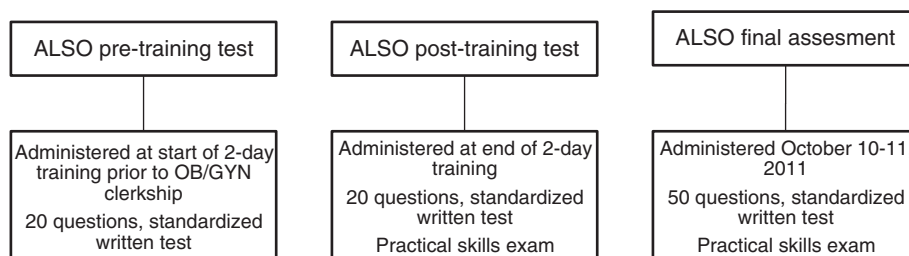 ALSO pre-training test
Administered at start of 2-day
training prior to OB/GYN
clerkship
20 questions, standardized
written test
ALSO post-training test
Administered at end of 2-day
training
20 questions, standardized
written test
Practical skills exam
ALSO final assesment
Administered October 10-11
2011
50 questions, standardized
written test
Practical skills exam